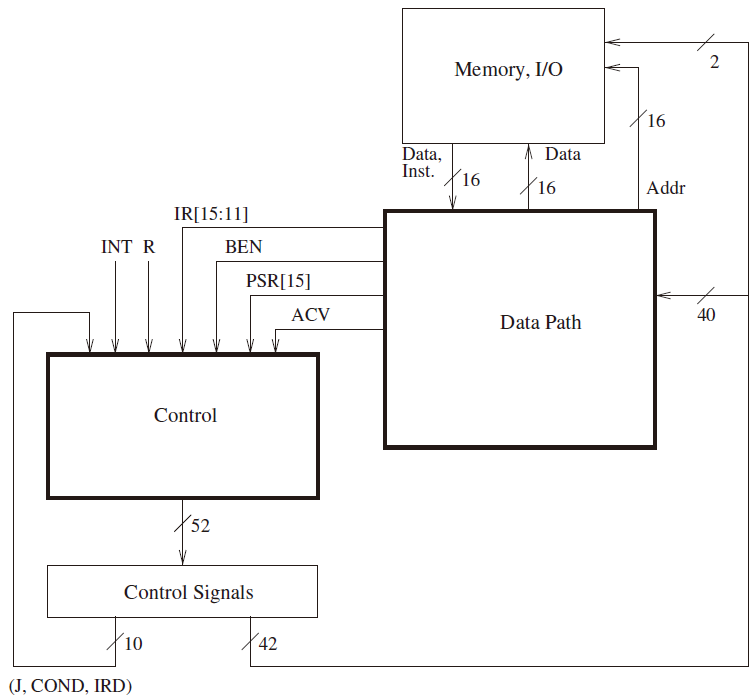 Memory, I/O
2
16
Data,
Inst.
16
Data
16
Addr
IR[15:11]
INT R
BEN
PSR[15]
ACV
Data Path
40
Control
52
Control Signals
10
42
(J, COND, IRD)